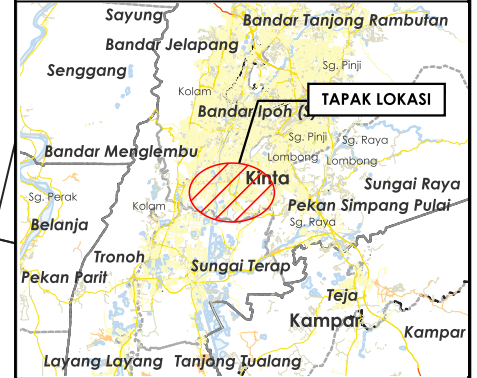 Sayung
Bandar Tanjong Rambutan
Bandar Jelapang
Senggang
Sg. Pinji
Kolam
TAPAK LOKASI
Bandar Ipoh (S)
Sg. Pinji
Sg. Raya
Bandar Menglembu
Lombong
Lombong
Kinta
Sungai Raya
Sg. Perak
Kolam
Pekan Simpang Pulai
Belanja
Sg. Raya
Tronoh
Sungai Terap
Pekan Parit
Teja
Kampar
Kampar
Layang Layang
Tanjong Tualang